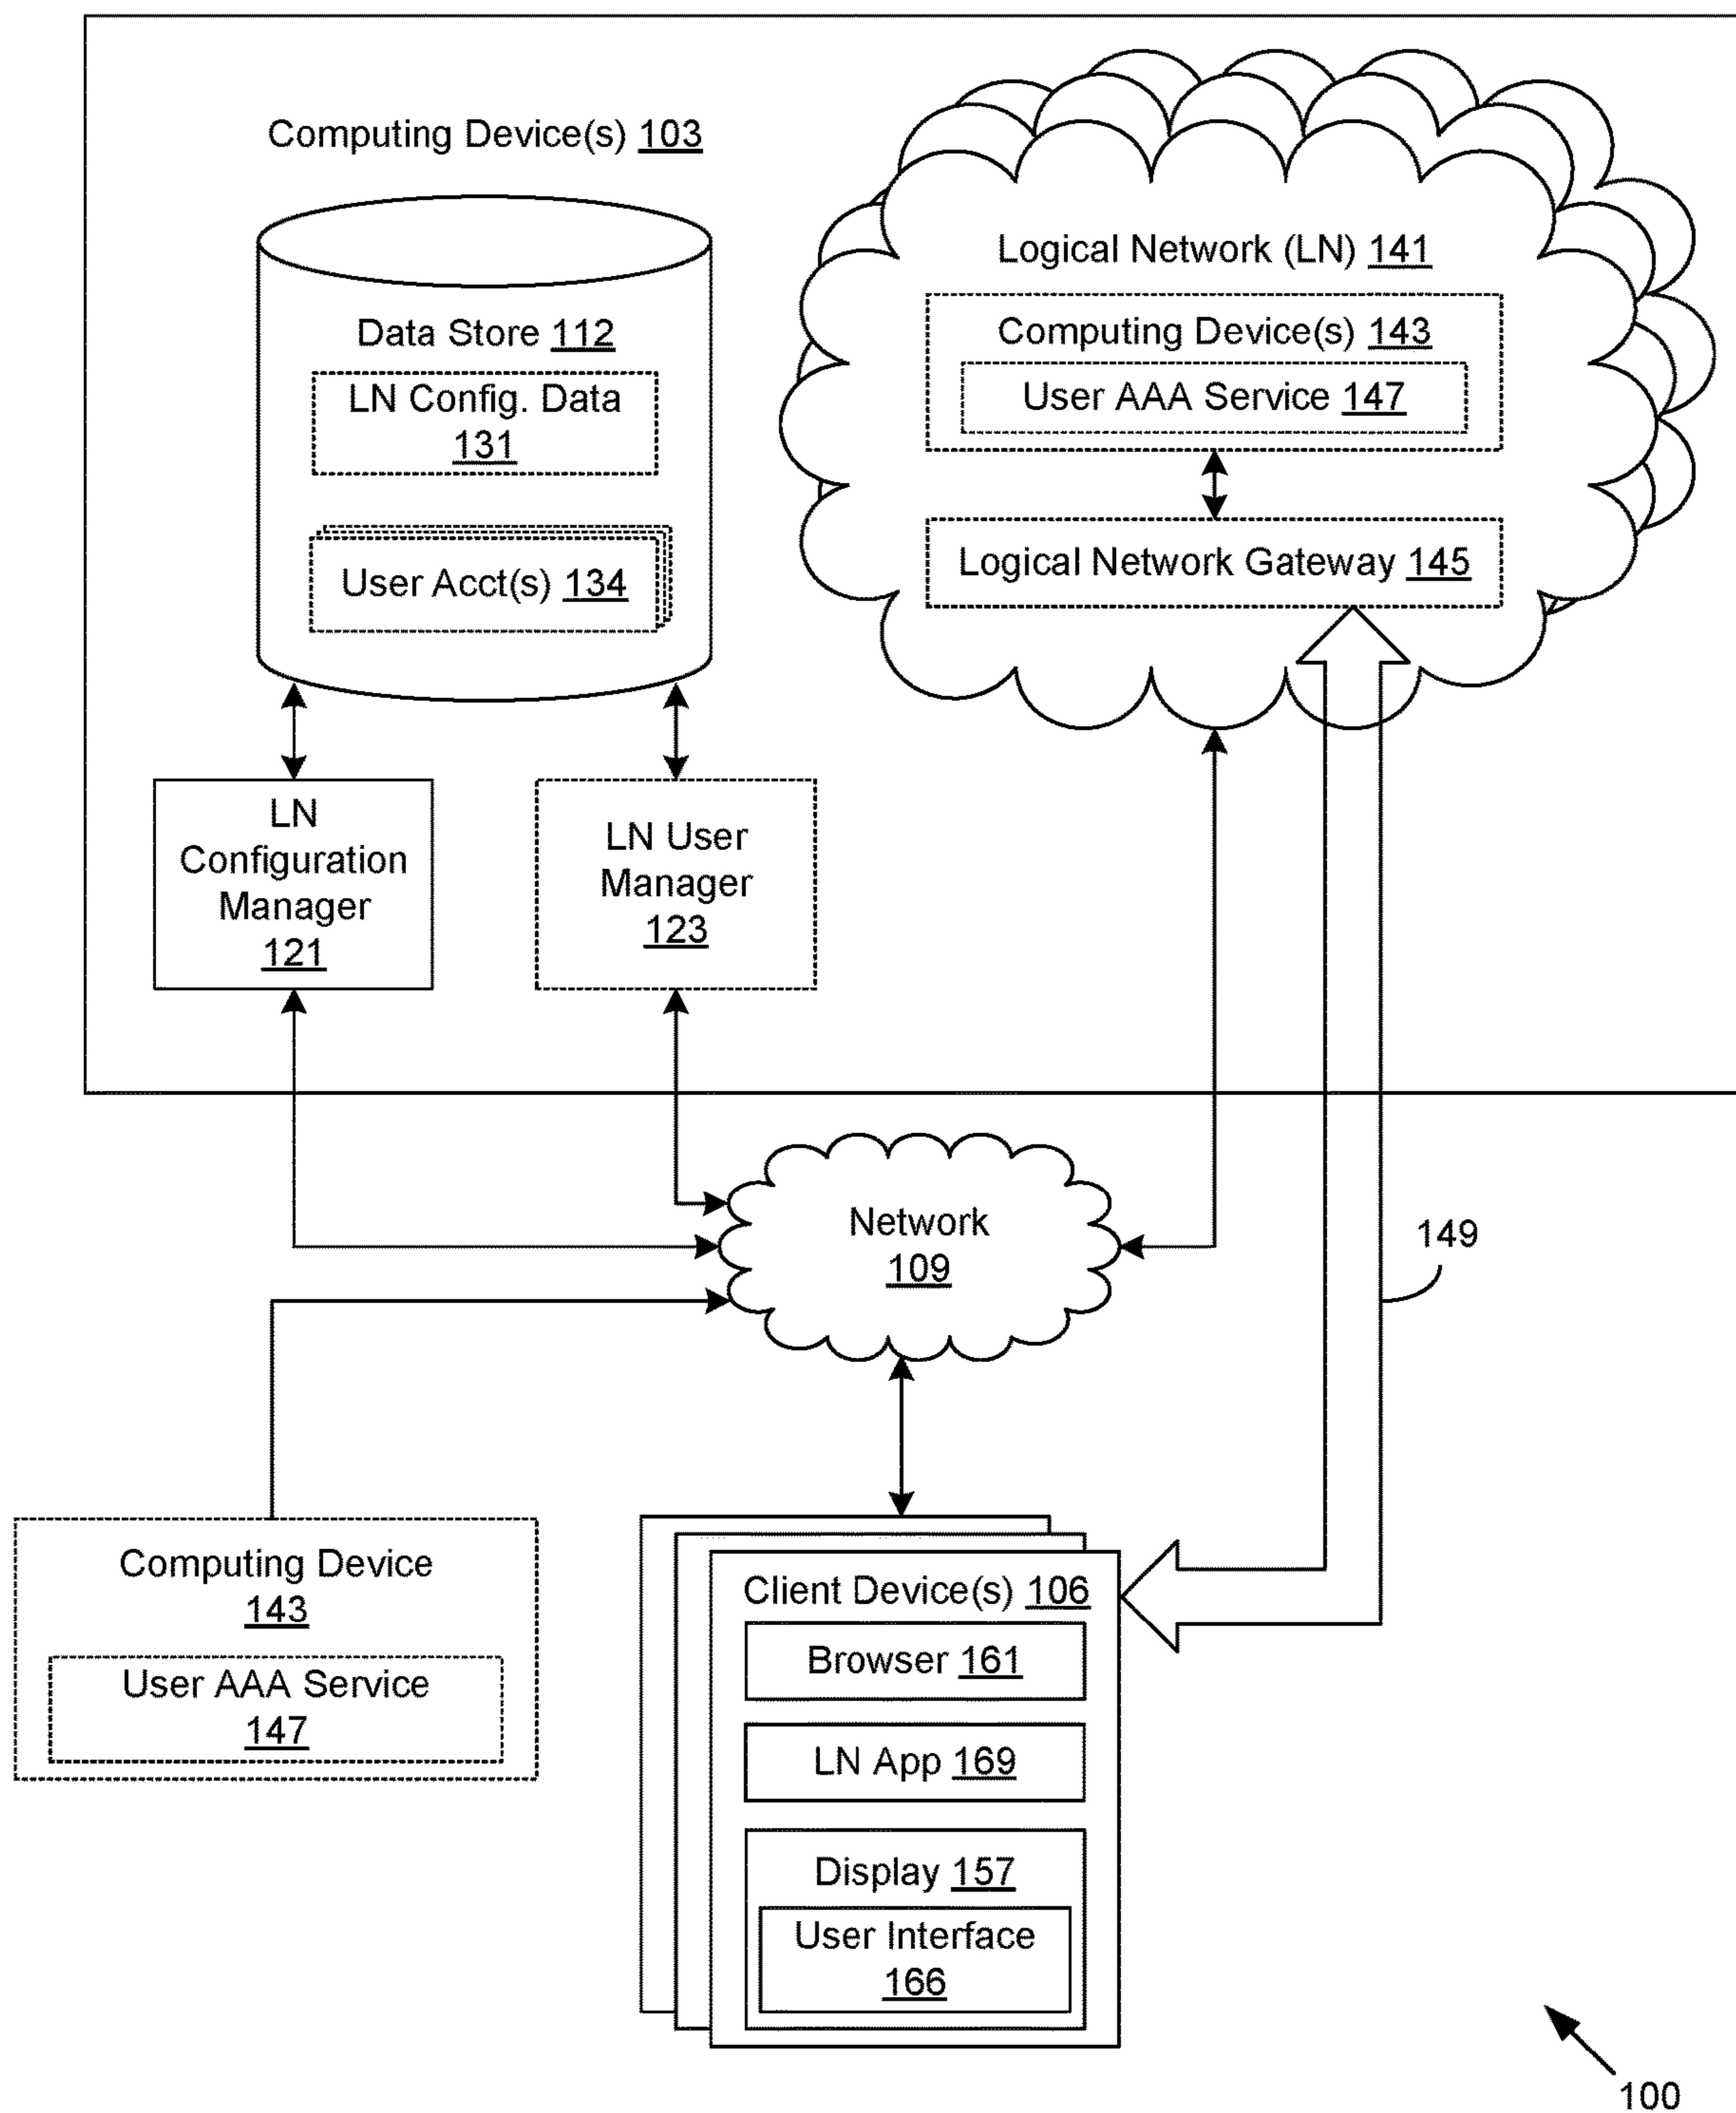 Computing Device(s) 103
Data Store 112
LN Config. Data
131
User Acct(s) 134
Logical Network (LN) 141
Computing Device(s) 143
User AAA Service 147
Logical Network Gateway 145
LN
Configuration
Manager
121
LN User
Manager
123
Network
109
149
Computing Device
143
User AAA Service
147
Client Device(s) 106
Browser 161
LN App 169
Display 157
User Interface
166
100